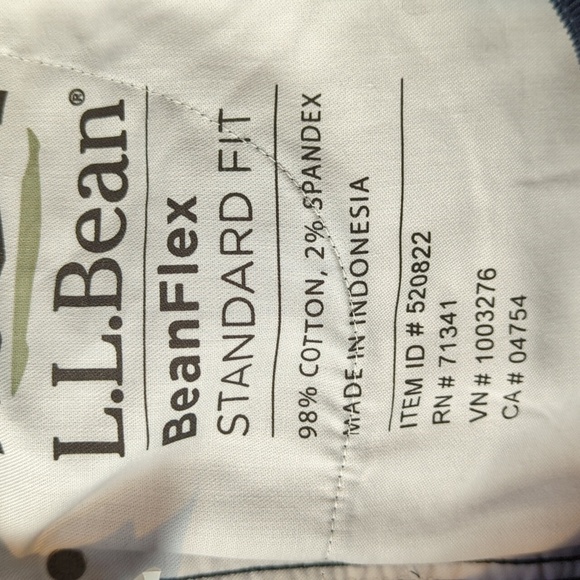 L.L.Bean®
BeanFlex
STANDARD FIT
98% COTTON, 2% SPANDEX
MADE IN INDONESIA
ITEM ID # 520822
RN # 71341
VN # 1003276
CA # 04754